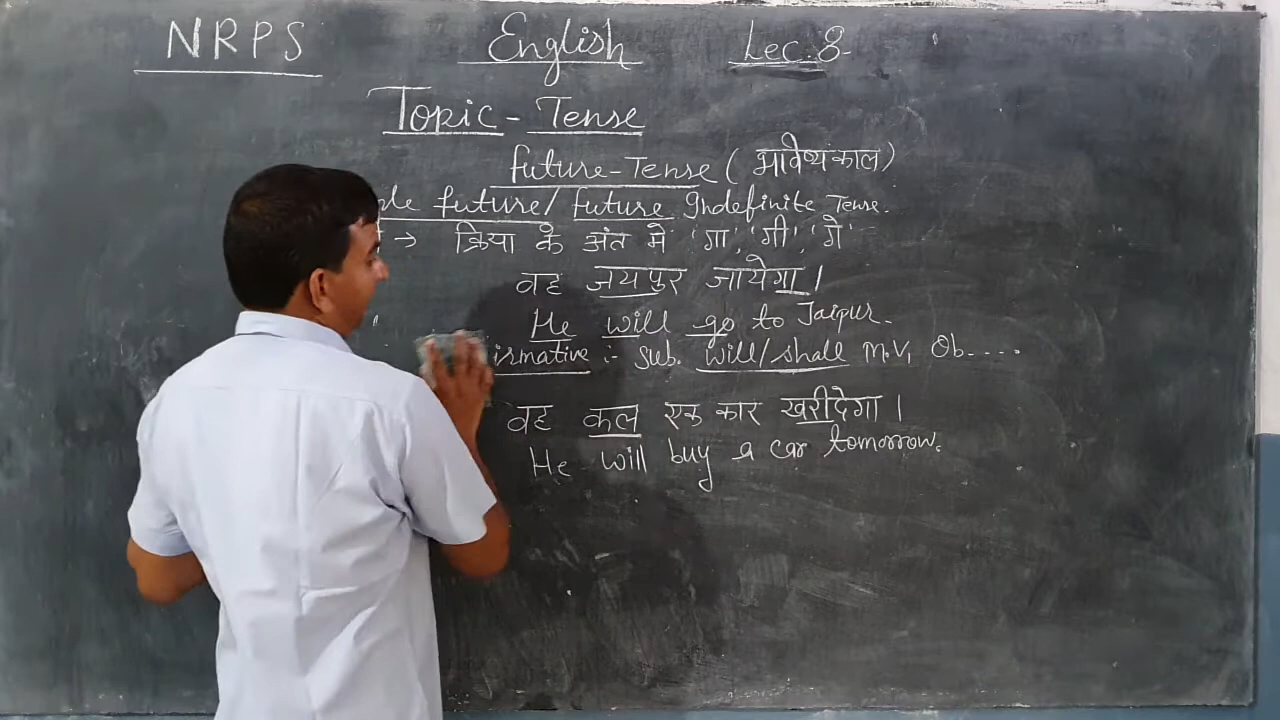 NRPS English Lec. 8
Topic - Tense
Future-Tense (भविष्यकाल)
future/ future Indefinite Tense.
→ क्रिया के अंत में 'गा', 'गी', 'गे'
वह जयपुर जायेगा।
He will go to Jaipur.
irmative :- Sub. will/shall M.V, Ob.....
वह कल एक कार खरीदेगा।
He will buy a car tomorrow.